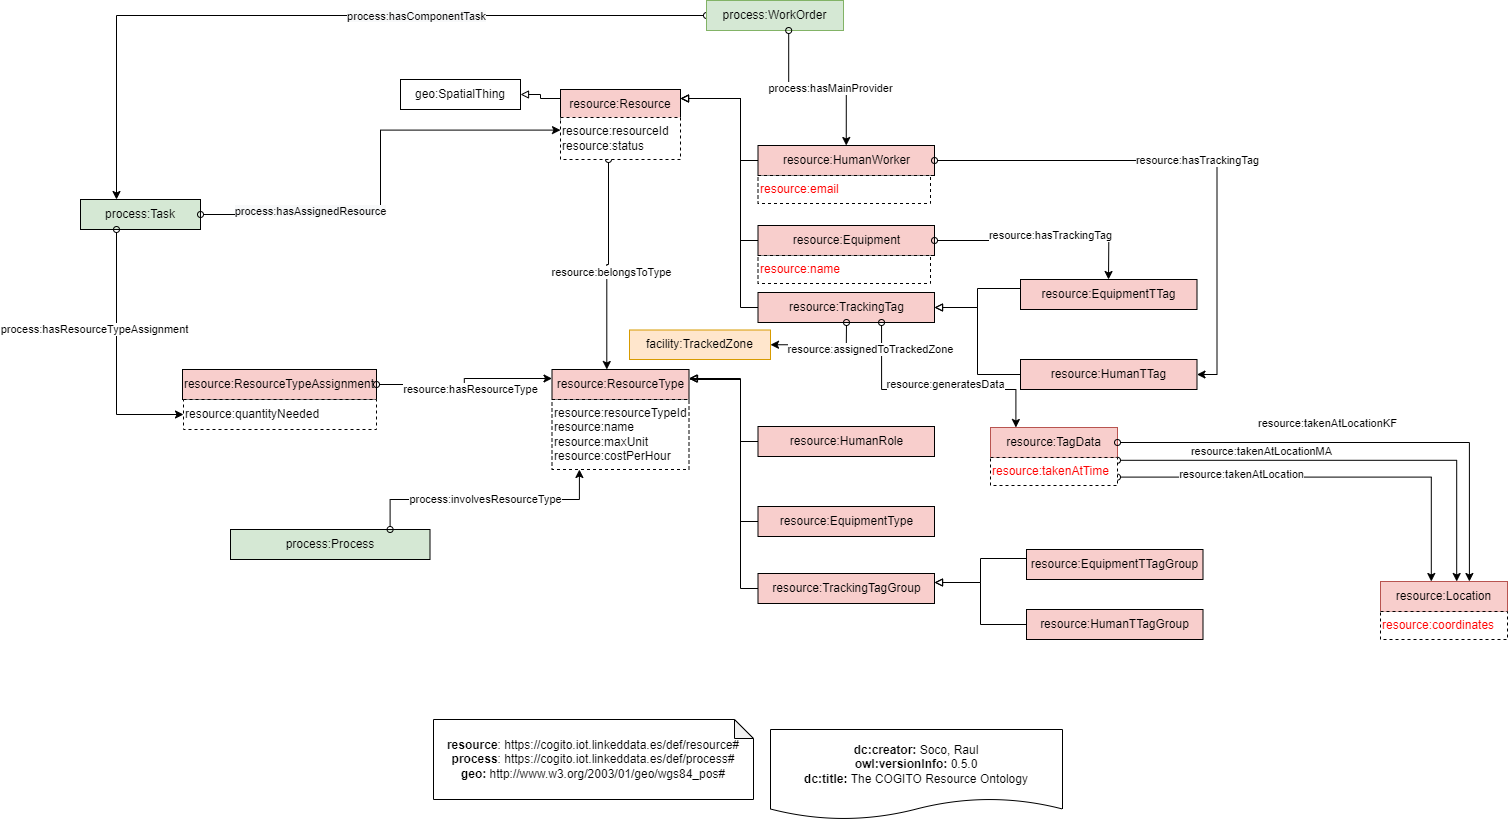 process:WorkOrder
process:hasComponentTask
process:hasMainProvider
geo:SpatialThing
resource:Resource
resource:resourceId
resource:status
resource:HumanWorker
resource:email
resource:hasTrackingTag
process:Task
process:hasAssignedResource
resource:Equipment
resource:name
resource:hasTrackingTag
resource:belongsToType
resource:EquipmentTTag
resource:TrackingTag
process:hasResourceTypeAssignment
facility:TrackedZone
resource:assignedToTrackedZone
resource:HumanTTag
resource:ResourceTypeAssignment
resource:quantityNeeded
resource:hasResourceType
resource:ResourceType
resource:resourceTypeId
resource:name
resource:maxUnit
resource:costPerHour
resource:generatesData
resource:HumanRole
resource:TagData
resource:takenAtTime
resource:takenAtLocationKF
resource:takenAtLocationMA
resource:takenAtLocation
process:involvesResourceType
process:Process
resource:EquipmentType
resource:TrackingTagGroup
resource:EquipmentTTagGroup
resource:HumanTTagGroup
resource:Location
resource:coordinates
resource: https://cogito.iot.linkeddata.es/def/resource#
process: https://cogito.iot.linkeddata.es/def/process#
geo: http://www.w3.org/2003/01/geo/wgs84_pos#
dc:creator: Soco, Raul
owl:versionInfo: 0.5.0
dc:title: The COGITO Resource Ontology